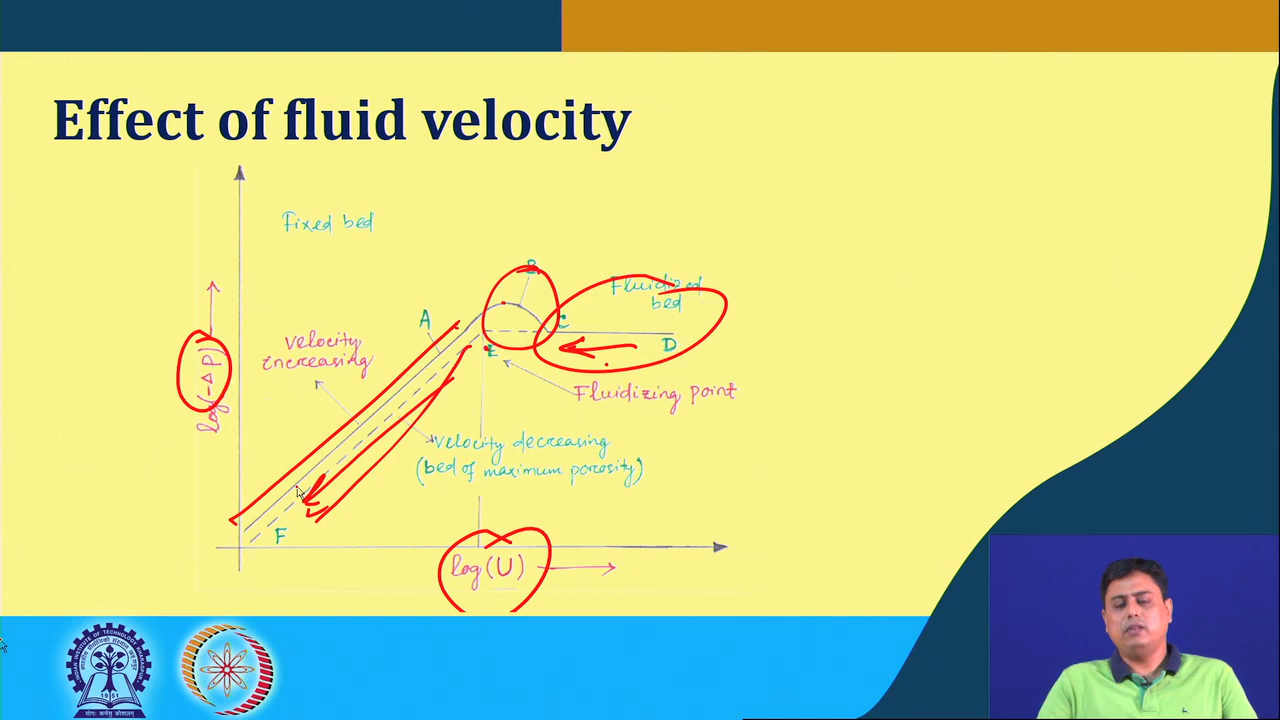 Effect of fluid velocity
Fixed bed
B
Fluidized
bed
A
C
D
E
velocity
increasing
log(-ΔP)
Fluidizing point
velocity decreasing
(bed of maximum porosity)
F
log(U)
1951